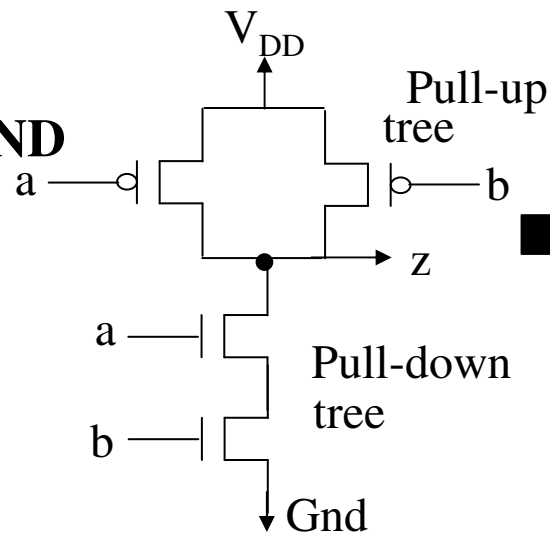 V_DD
Pull-up
tree
ND
a
b
z
a
Pull-down
tree
b
Gnd